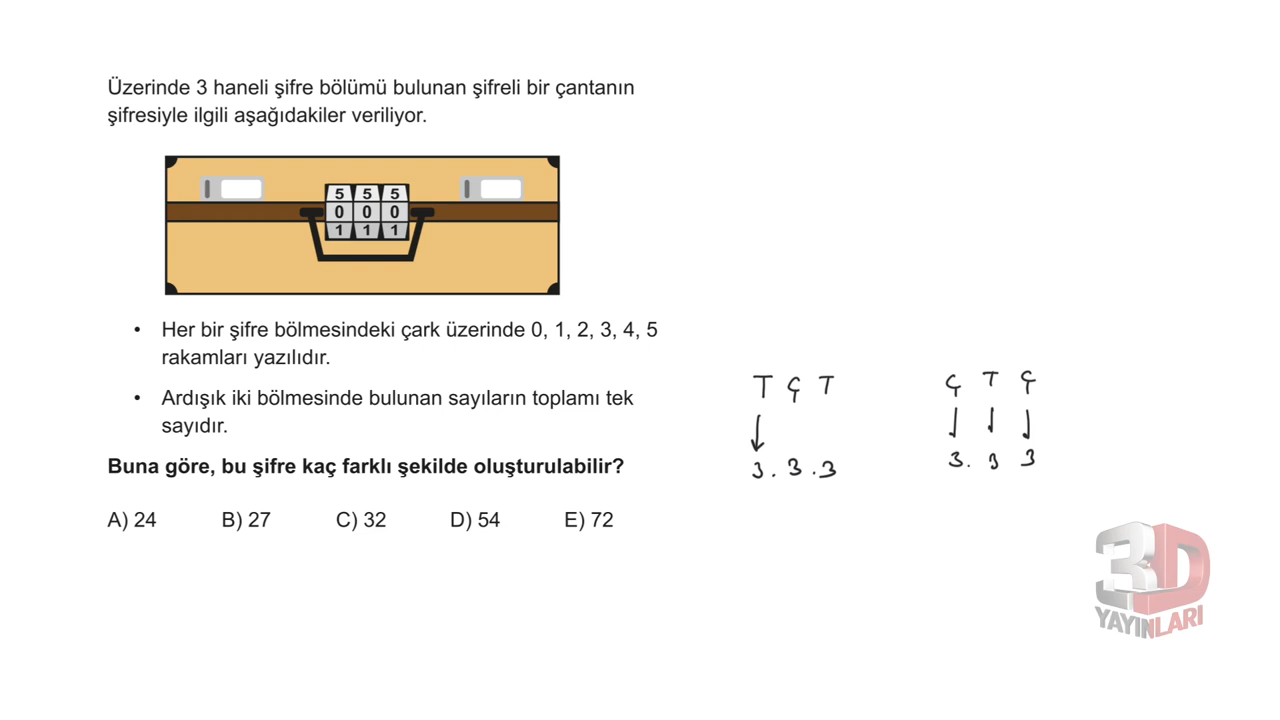 Üzerinde 3 haneli şifre bölümü bulunan şifreli bir çantanın
şifresiyle ilgili aşağıdakiler veriliyor.
5 5 5
0 0 0
1 1 1
• Her bir şifre bölmesindeki çark üzerinde 0, 1, 2, 3, 4, 5
rakamları yazılıdır.
• Ardışık iki bölmesinde bulunan sayıların toplamı tek
sayıdır.
Buna göre, bu şifre kaç farklı şekilde oluşturulabilir?
A) 24 B) 27 C) 32 D) 54 E) 72
T Ç T
3 . 3 . 3
Ç T Ç
3 . 3 3
3D
YAYINLARI